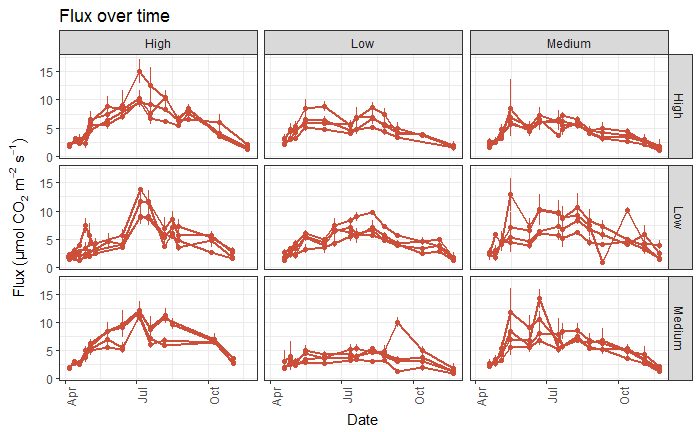 Flux over time
High Low Medium
15
10
5
0
High
15
10
5
0
Low
15
10
5
0
Medium
Apr Jul Oct Apr Jul Oct Apr Jul Oct
Date
Flux (μmol CO₂ m⁻² s⁻¹)